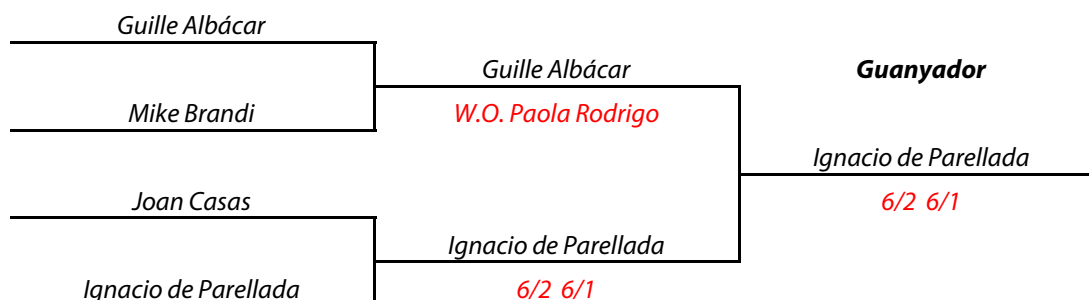 Guille Albácar
Mike Brandi
Joan Casas
Ignacio de Parellada
Guille Albácar
W.O. Paola Rodrigo
Ignacio de Parellada
6/2 6/1
Guanyador
Ignacio de Parellada
6/2 6/1